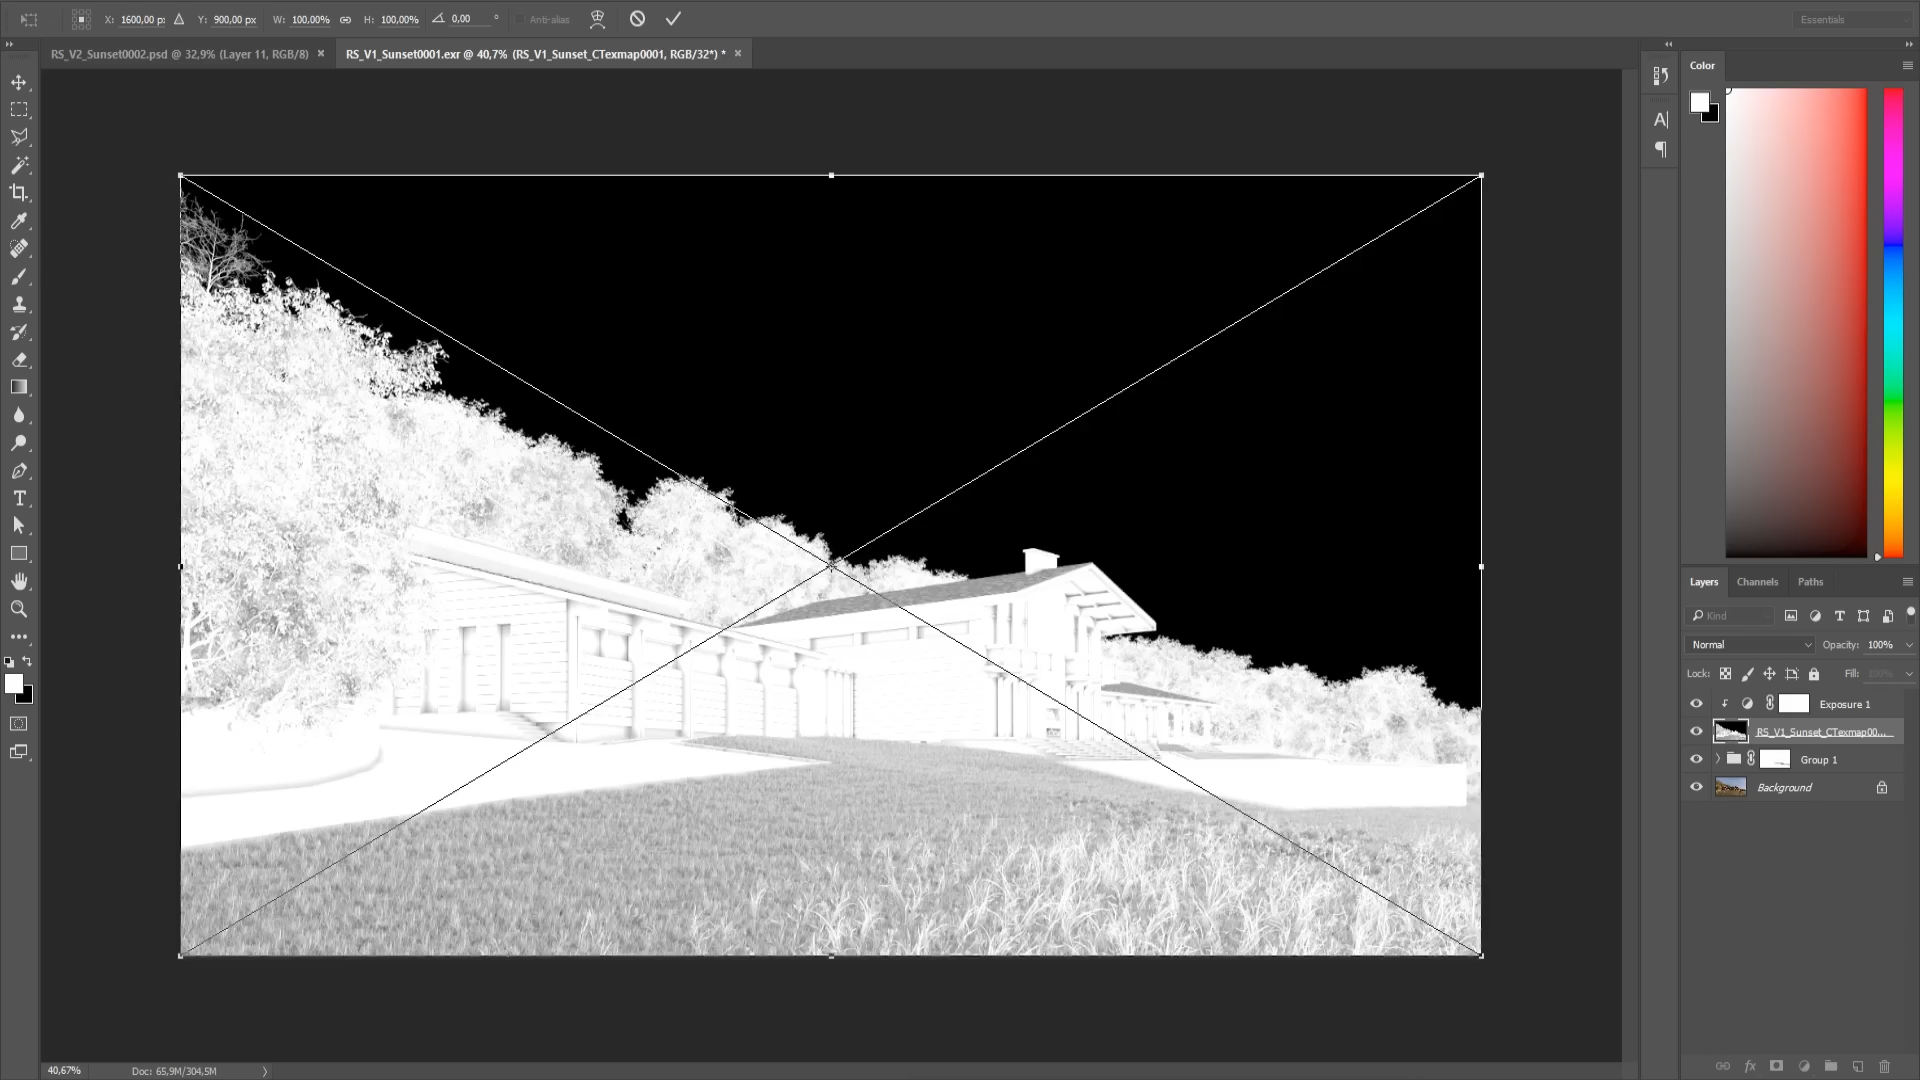 X: 1600,00 px Y: 900,00 px W: 100,00% H: 100,00% 0,00 ° Anti-alias Essentials
RS_V2_Sunset0002.psd @ 32,9% (Layer 11, RGB/8) × RS_V1_Sunset0001.exr @ 40,7% (RS_V1_Sunset_CTexmap0001, RGB/32*) * ×
Color
Layers Channels Paths
Kind
Normal Opacity: 100%
Lock: Fill: 100%
Exposure 1
RS_V1_Sunset_CTexmap00...
Group 1
Background
40,67% Doc: 65,9M/304,5M